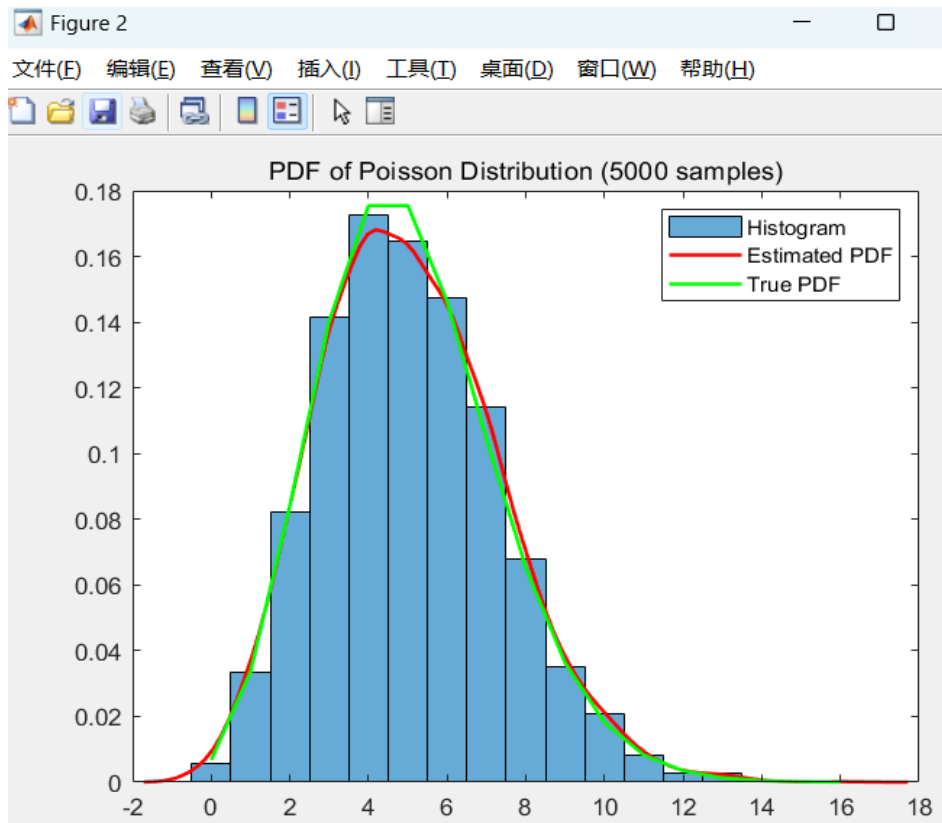 Figure 2
文件(F) 编辑(E) 查看(V) 插入(I) 工具(T) 桌面(D) 窗口(W) 帮助(H)
PDF of Poisson Distribution (5000 samples)
0.18
0.16
0.14
0.12
0.1
0.08
0.06
0.04
0.02
0
Histogram
Estimated PDF
True PDF
-2 0 2 4 6 8 10 12 14 16 18